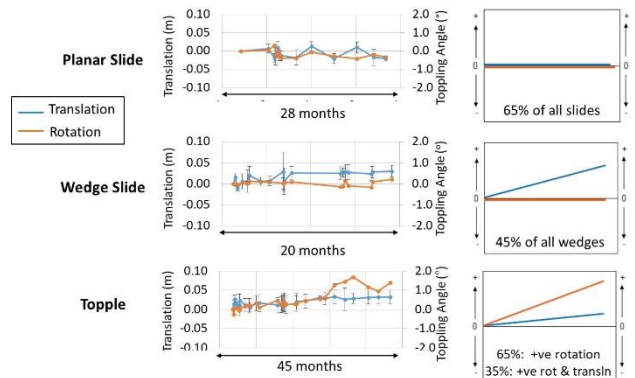 Planar Slide
Translation (m)
0.10
0.05
0.00
-0.05
-0.10
2.0
1.0
0.0
-1.0
-2.0
Toppling Angle (°)
28 months
+
0
-
+
0
-
65% of all slides
Translation
Rotation
Wedge Slide
Translation (m)
0.10
0.05
0.00
-0.05
-0.10
2.0
1.0
0.0
-1.0
-2.0
Toppling Angle (°)
20 months
+
0
-
+
0
-
45% of all wedges
Topple
Translation (m)
0.10
0.05
0.00
-0.05
-0.10
2.0
1.0
0.0
-1.0
-2.0
Toppling Angle (°)
45 months
+
0
-
+
0
-
65%: +ve rotation
35%: +ve rot & transln